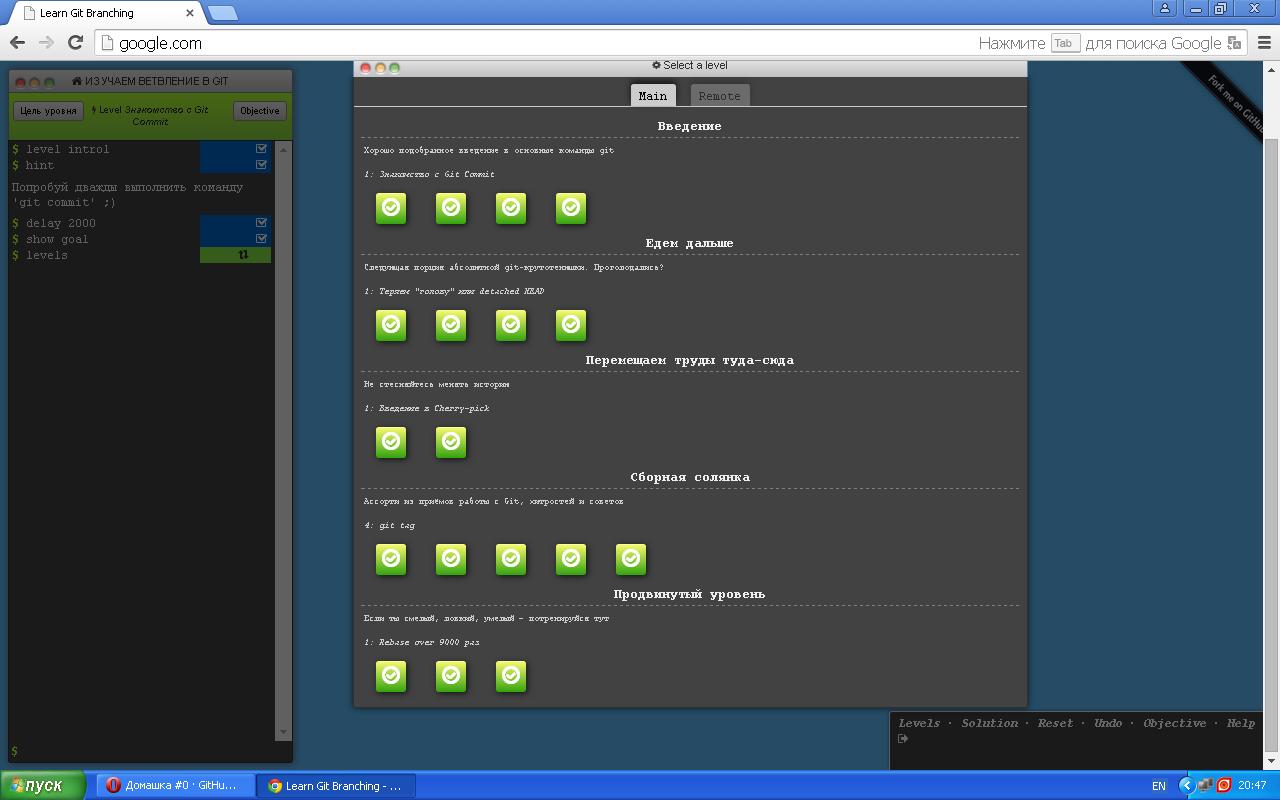 Learn Git Branching
google.com
Нажмите Tab для поиска Google
ИЗУЧАЕМ ВЕТВЛЕНИЕ В GIT
Цель уровня
Level Знакомство с Git
Commit
Objective
$ level intro1
$ hint
Попробуй дважды выполнить команду
'git commit' ;)
$ delay 2000
$ show goal
$ levels
$
Select a level
Main
Remote
Введение
Хорошо подобранное введение в основные команды git
1: Знакомство с Git Commit
Едем дальше
Следующая порция абсолютной git-крутотенюшки. Проголодались?
1: Теряем "голову" или detached HEAD
Перемещаем труды туда-сюда
Не стесняйтесь менять историю
1: Введение в Cherry-pick
Сборная солянка
Ассорти из приёмов работы с Git, хитростей и советов
4: git tag
Продвинутый уровень
Если ты смелый, ловкий, умелый - потренируйся тут
1: Rebase over 9000 раз
Fork me on GitHub
Levels · Solution · Reset · Undo · Objective · Help
пуск
Домашка #0 · GitHu...
Learn Git Branching - ...
EN
20:47